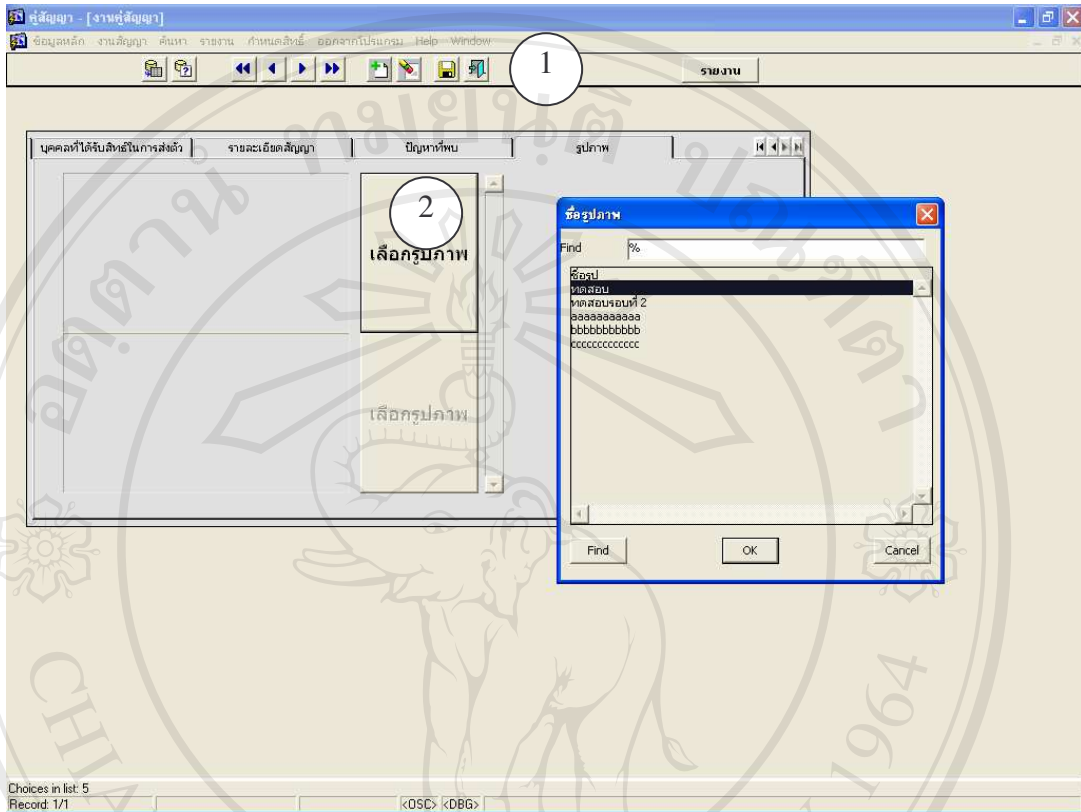 คู่สัญญา - [งานคู่สัญญา]
ข้อมูลหลัก งานสัญญา ค้นหา รายงาน กำหนดสิทธิ์ ออกจากโปรแกรม Help Window
1
รายงาน
บุคคลที่ได้รับสิทธิในการส่งตัว รายละเอียดสัญญา ปัญหาที่พบ รูปภาพ
2
เลือกรูปภาพ
เลือกรูปภาพ
ชื่อรูปภาพ
Find %
ชื่อรูป
ทดสอบ
ทดสอบรอบที่ 2
aaaaaaaaaaa
bbbbbbbbbbb
ccccccccccccc
Find OK Cancel
Choices in list: 5
Record: 1/1 <OSC> <DBG>
1964